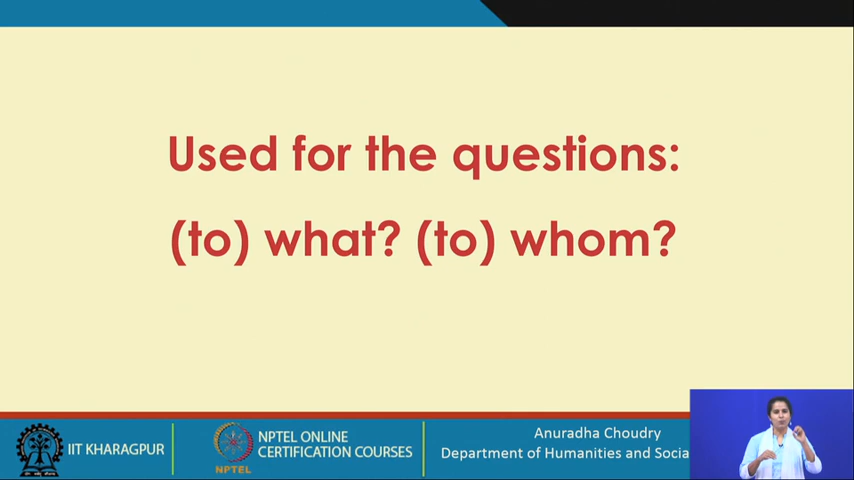 Used for the questions:
(to) what? (to) whom?
IIT KHARAGPUR
NPTEL
NPTEL ONLINE
CERTIFICATION COURSES
Anuradha Choudry
Department of Humanities and Socia